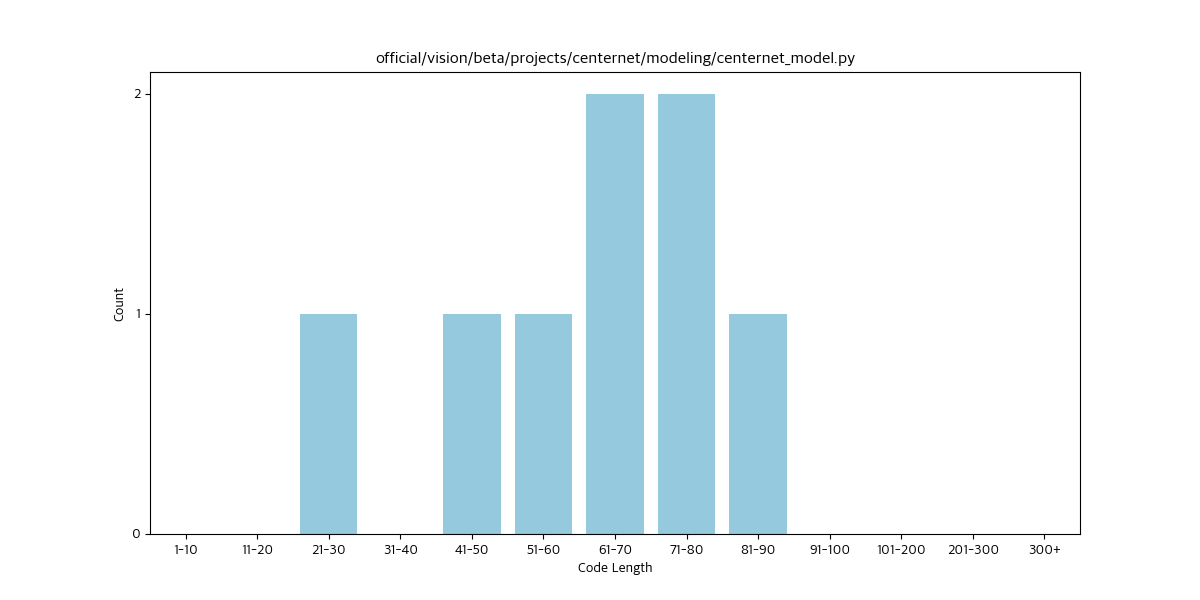 official/vision/beta/projects/centernet/modeling/centernet_model.py
Count
2
1
0
1-10 11-20 21-30 31-40 41-50 51-60 61-70 71-80 81-90 91-100 101-200 201-300 300+
Code Length